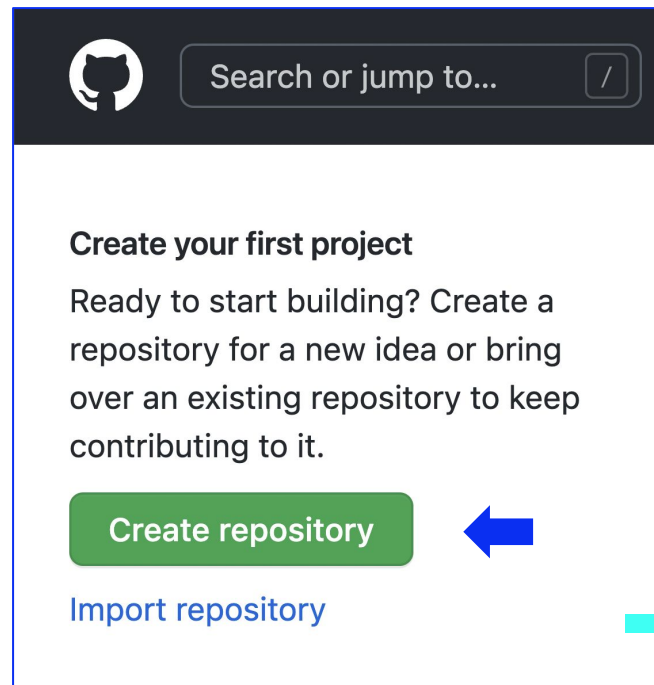 Search or jump to... /
Create your first project
Ready to start building? Create a
repository for a new idea or bring
over an existing repository to keep
contributing to it.
Create repository
Import repository